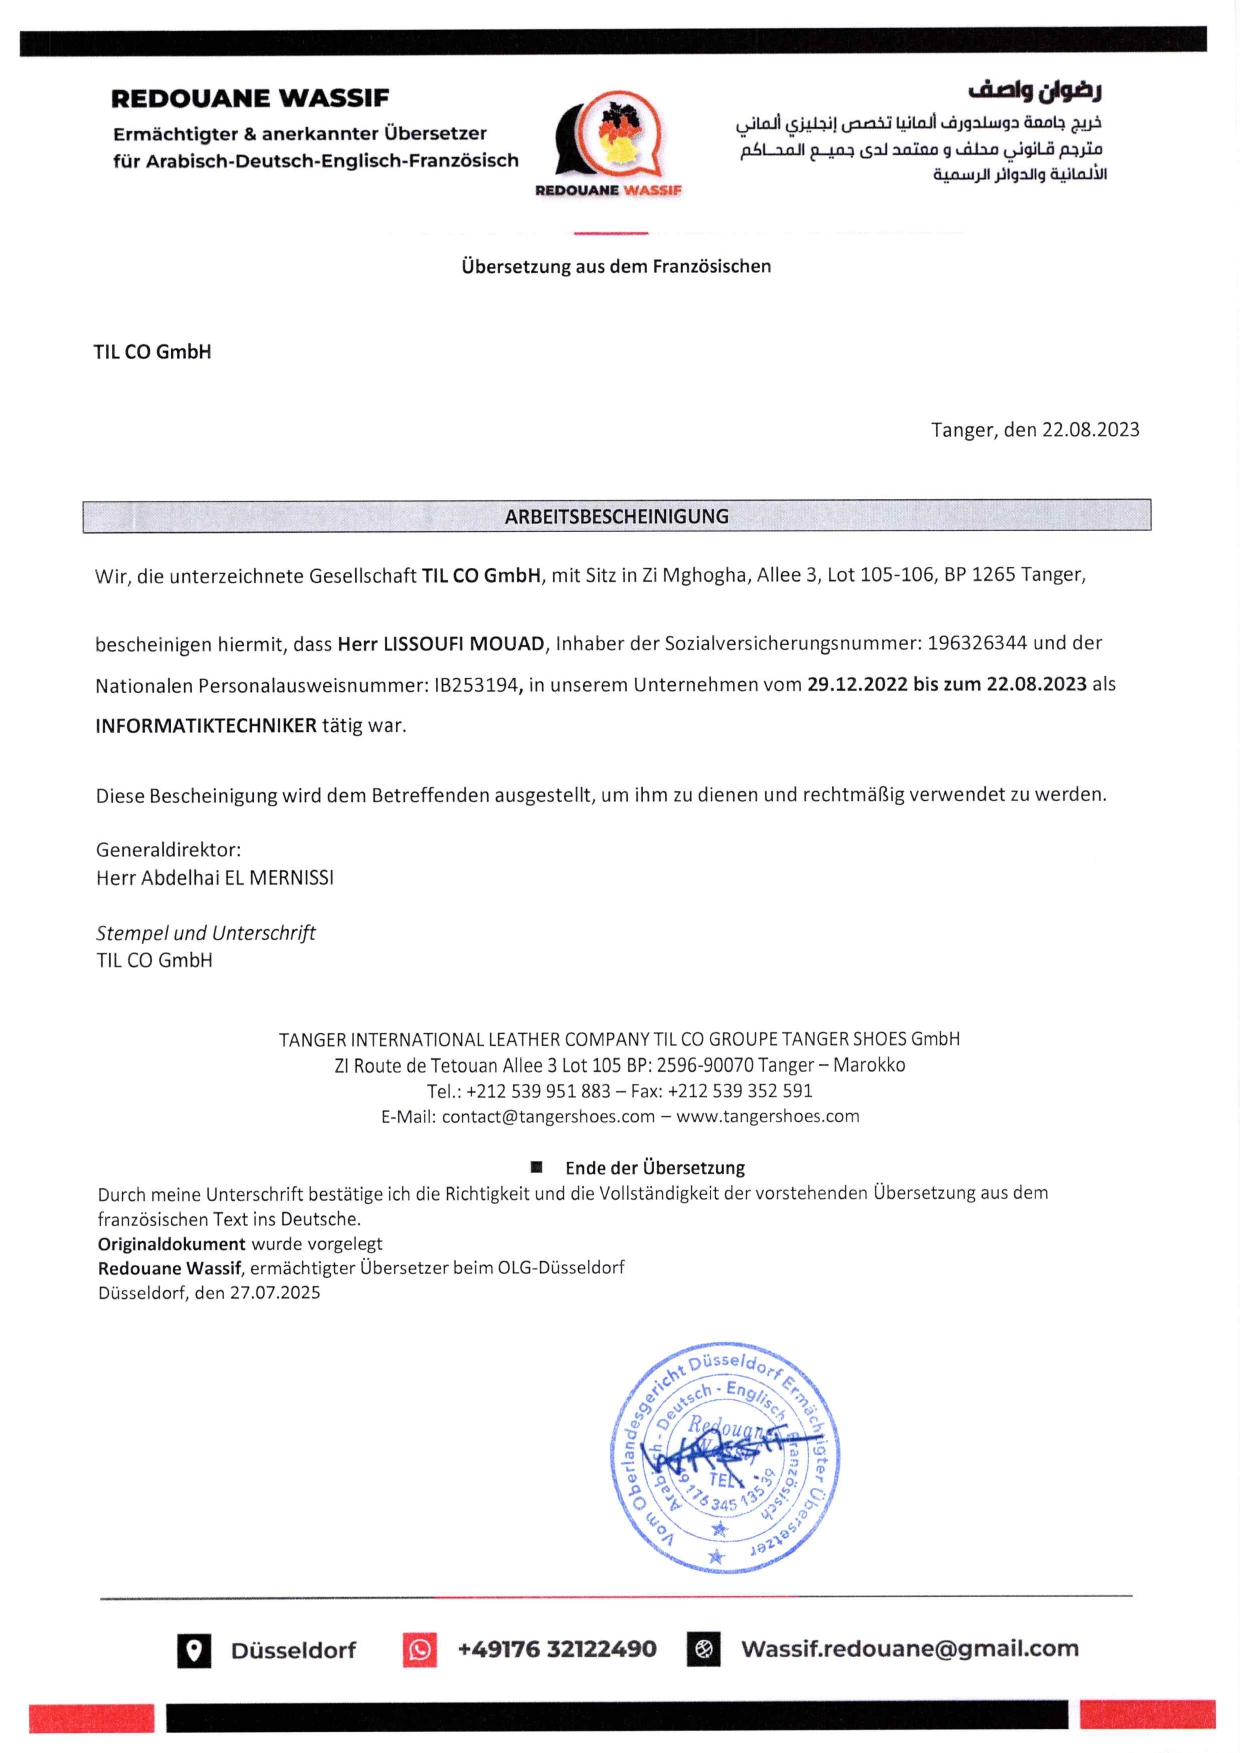 REDOUANE WASSIF
Ermächtigter & anerkannter Übersetzer
für Arabisch-Deutsch-Englisch-Französisch
REDOUANE WASSIF
رضوان واصف
خريج جامعة دوسلدورف ألمانيا تخصص إنجليزي ألماني
مترجم قانوني محلف و معتمد لدى جميع المحاكم
الألمانية والدوائر الرسمية
Übersetzung aus dem Französischen
TIL CO GmbH
Tanger, den 22.08.2023
ARBEITSBESCHEINIGUNG
Wir, die unterzeichnete Gesellschaft TIL CO GmbH, mit Sitz in Zi Mghogha, Allee 3, Lot 105-106, BP 1265 Tanger,
bescheinigen hiermit, dass Herr LISSOUFI MOUAD, Inhaber der Sozialversicherungsnummer: 196326344 und der
Nationalen Personalausweisnummer: IB253194, in unserem Unternehmen vom 29.12.2022 bis zum 22.08.2023 als
INFORMATIKTECHNIKER tätig war.
Diese Bescheinigung wird dem Betreffenden ausgestellt, um ihm zu dienen und rechtmäßig verwendet zu werden.
Generaldirektor:
Herr Abdelhai EL MERNISSI
Stempel und Unterschrift
TIL CO GmbH
TANGER INTERNATIONAL LEATHER COMPANY TIL CO GROUPE TANGER SHOES GmbH
ZI Route de Tetouan Allee 3 Lot 105 BP: 2596-90070 Tanger – Marokko
Tel.: +212 539 951 883 – Fax: +212 539 352 591
E-Mail: contact@tangershoes.com – www.tangershoes.com
■ Ende der Übersetzung
Durch meine Unterschrift bestätige ich die Richtigkeit und die Vollständigkeit der vorstehenden Übersetzung aus dem
französischen Text ins Deutsche.
Originaldokument wurde vorgelegt
Redouane Wassif, ermächtigter Übersetzer beim OLG-Düsseldorf
Düsseldorf, den 27.07.2025
Vom Oberlandesgericht Düsseldorf Ermächtigter Übersetzer
Arabisch - Deutsch - Englisch Französisch
Redouane
Wassif
TEL:
176 345 135 39
Düsseldorf
+49176 32122490
Wassif.redouane@gmail.com